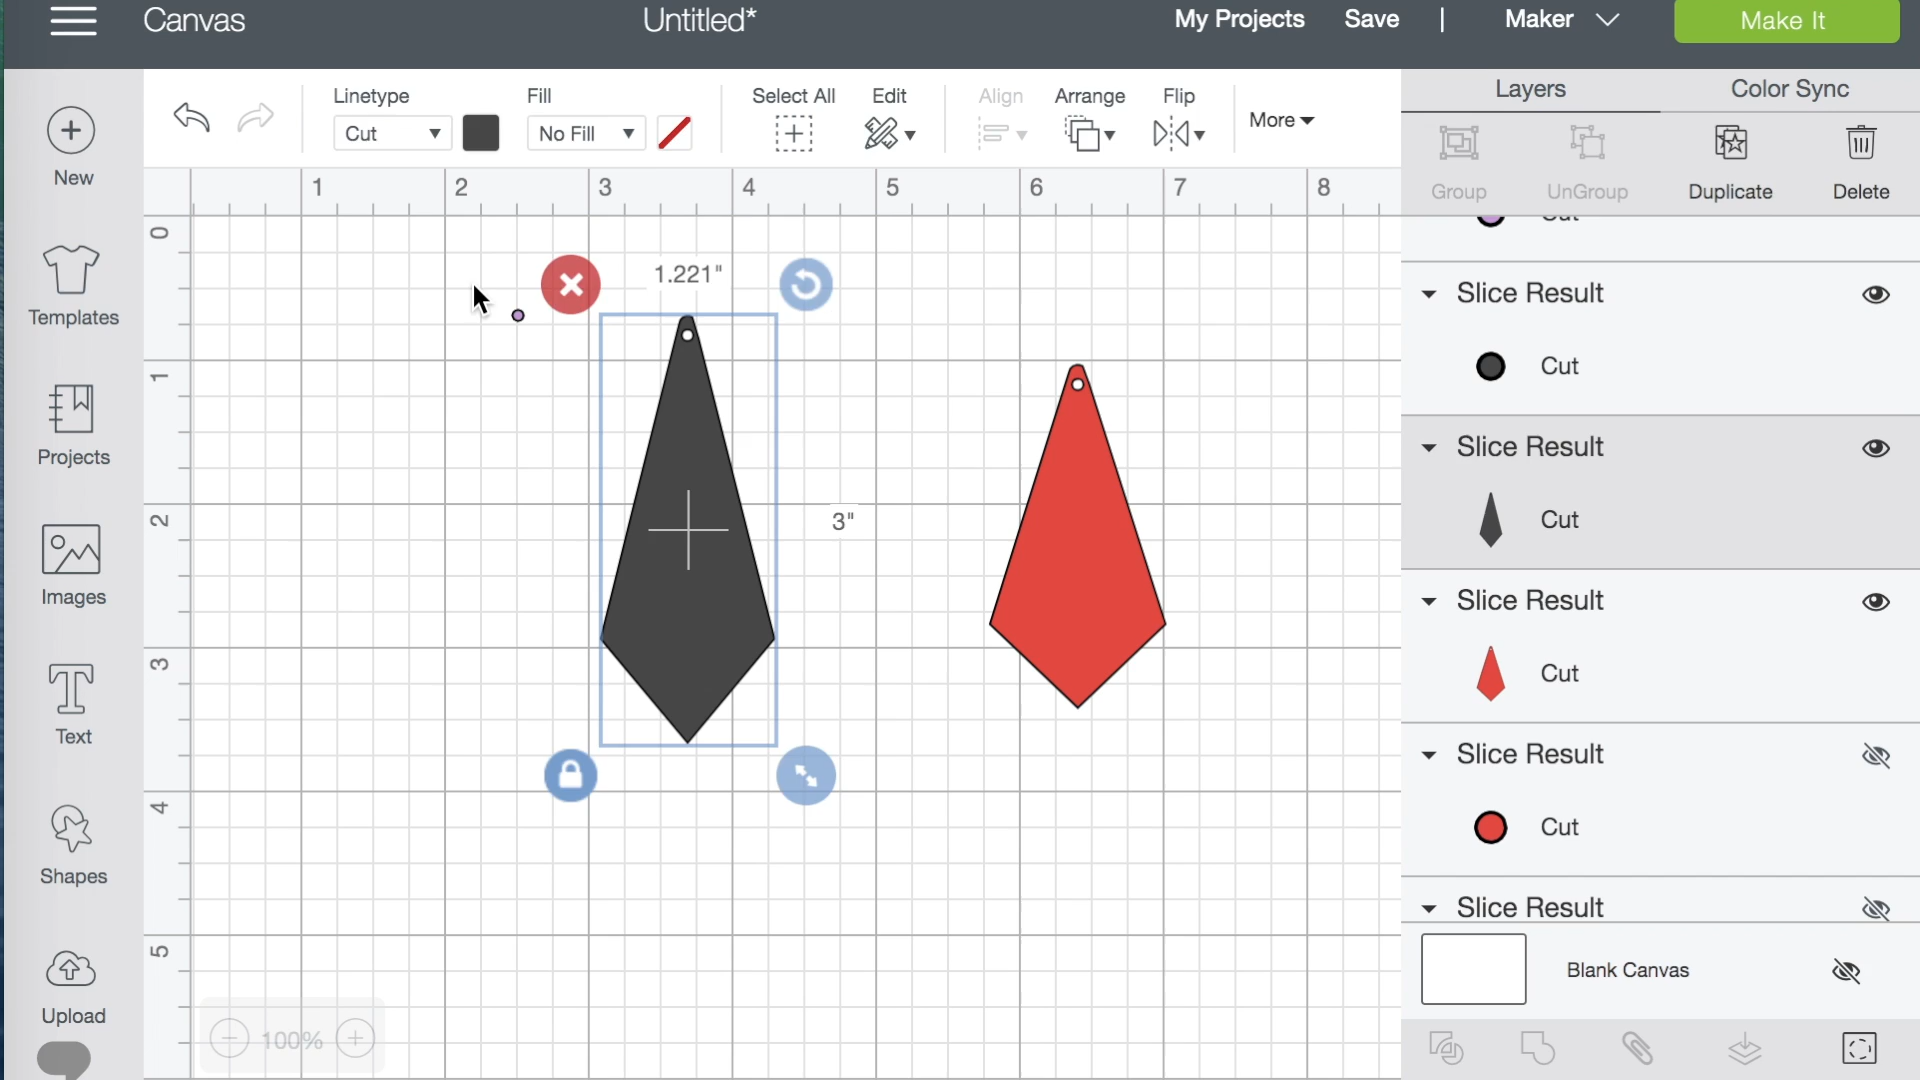 Canvas
Untitled*
My Projects Save | Maker
Make It
Linetype Fill Select All Edit Align Arrange Flip
Cut No Fill More
Layers Color Sync
Group UnGroup Duplicate Delete
New
Templates
Projects
Images
Text
Shapes
Upload
1 2 3 4 5 6 7 8
0
1
2
3
4
5
1.221"
3"
100%
Cut
Slice Result
Cut
Slice Result
Cut
Slice Result
Cut
Slice Result
Cut
Slice Result
Blank Canvas